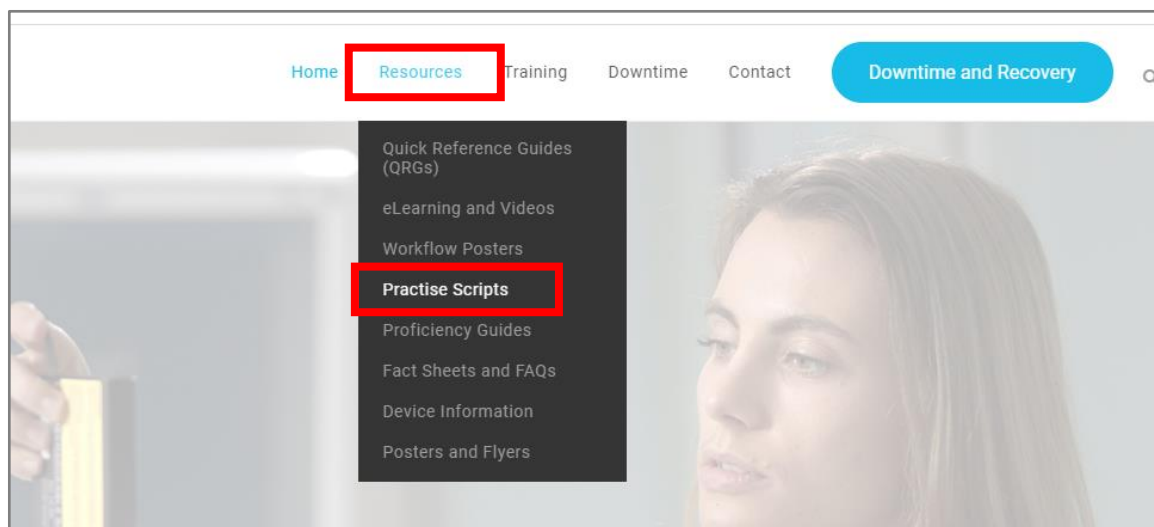 Home Resources Training Downtime Contact Downtime and Recovery
Quick Reference Guides
(QRGs)
eLearning and Videos
Workflow Posters
Practise Scripts
Proficiency Guides
Fact Sheets and FAQs
Device Information
Posters and Flyers